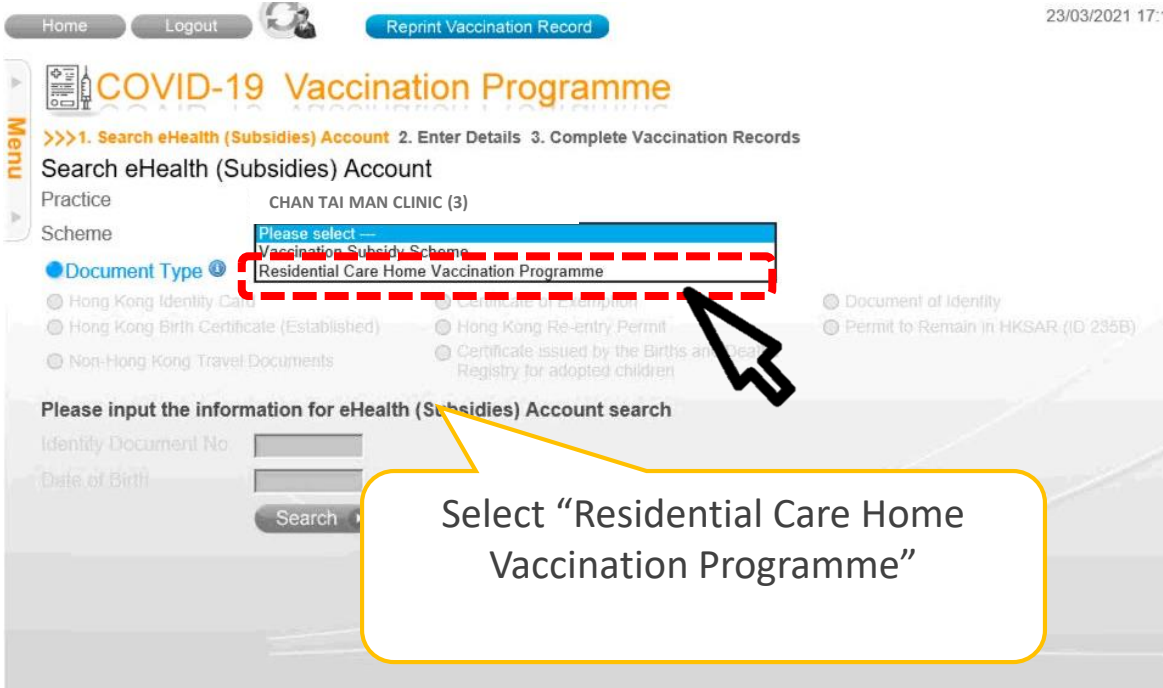 Home Logout Reprint Vaccination Record 23/03/2021 17:
COVID-19 Vaccination Programme
Menu
>>>1. Search eHealth (Subsidies) Account 2. Enter Details 3. Complete Vaccination Records
Search eHealth (Subsidies) Account
Practice CHAN TAI MAN CLINIC (3)
Scheme Please select ---
Vaccination Subsidy Scheme
Document Type Residential Care Home Vaccination Programme
Hong Kong Identity Card Certificate of Exemption Document of Identity
Hong Kong Birth Certificate (Established) Hong Kong Re-entry Permit Permit to Remain in HKSAR (ID 235B)
Non-Hong Kong Travel Documents Certificate issued by the Births and Death
Registry for adopted children
Please input the information for eHealth (Subsidies) Account search
Identity Document No.
Date of Birth
Search
Select “Residential Care Home
Vaccination Programme”